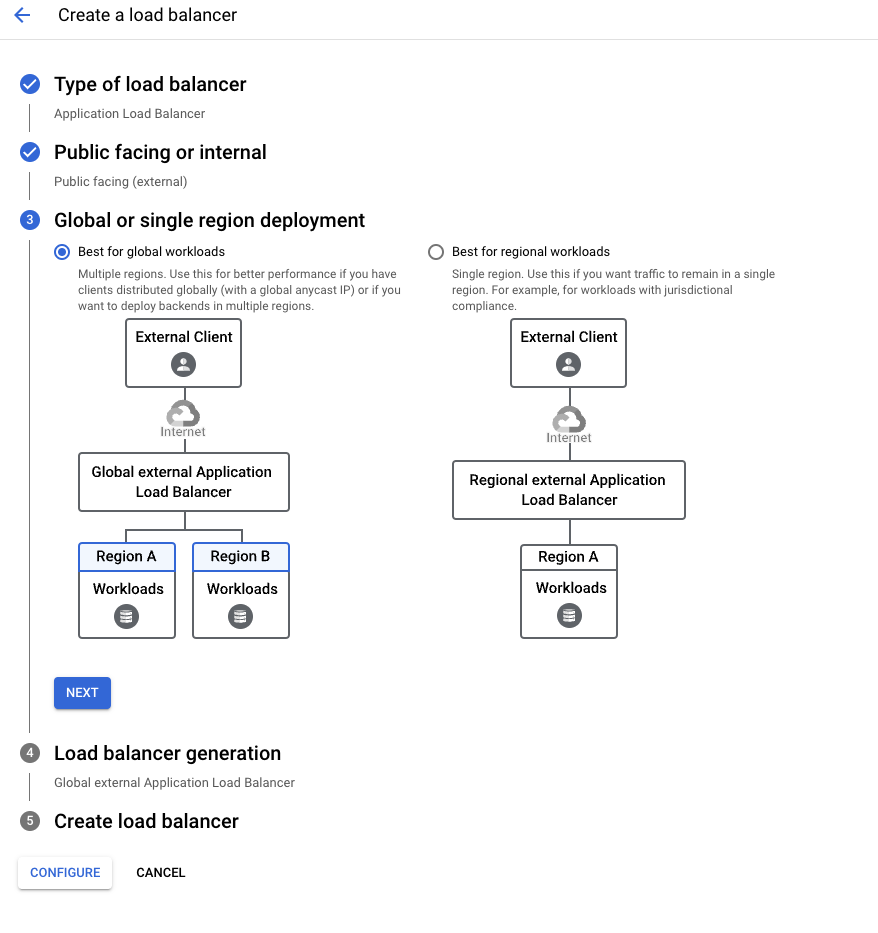 Create a load balancer
Type of load balancer
Application Load Balancer
Public facing or internal
Public facing (external)
3
Global or single region deployment
Best for global workloads
Multiple regions. Use this for better performance if you have
clients distributed globally (with a global anycast IP) or if you
want to deploy backends in multiple regions.
External Client
Internet
Global external Application
Load Balancer
Region A
Region B
Workloads
Workloads
Best for regional workloads
Single region. Use this if you want traffic to remain in a single
region. For example, for workloads with jurisdictional
compliance.
External Client
Internet
Regional external Application
Load Balancer
Region A
Workloads
NEXT
4
Load balancer generation
Global external Application Load Balancer
5
Create load balancer
CONFIGURE
CANCEL